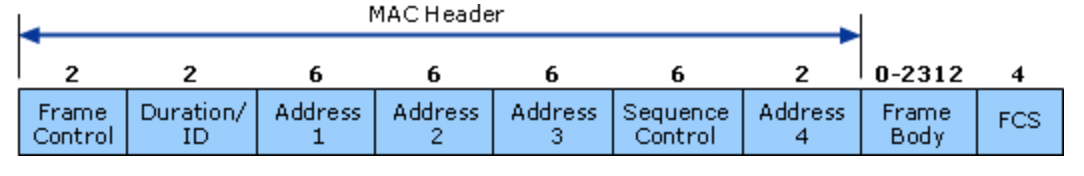 MAC Header
2 2 6 6 6 6 2 0-2312 4
Frame Control
Duration/ ID
Address 1
Address 2
Address 3
Sequence Control
Address 4
Frame Body
FCS